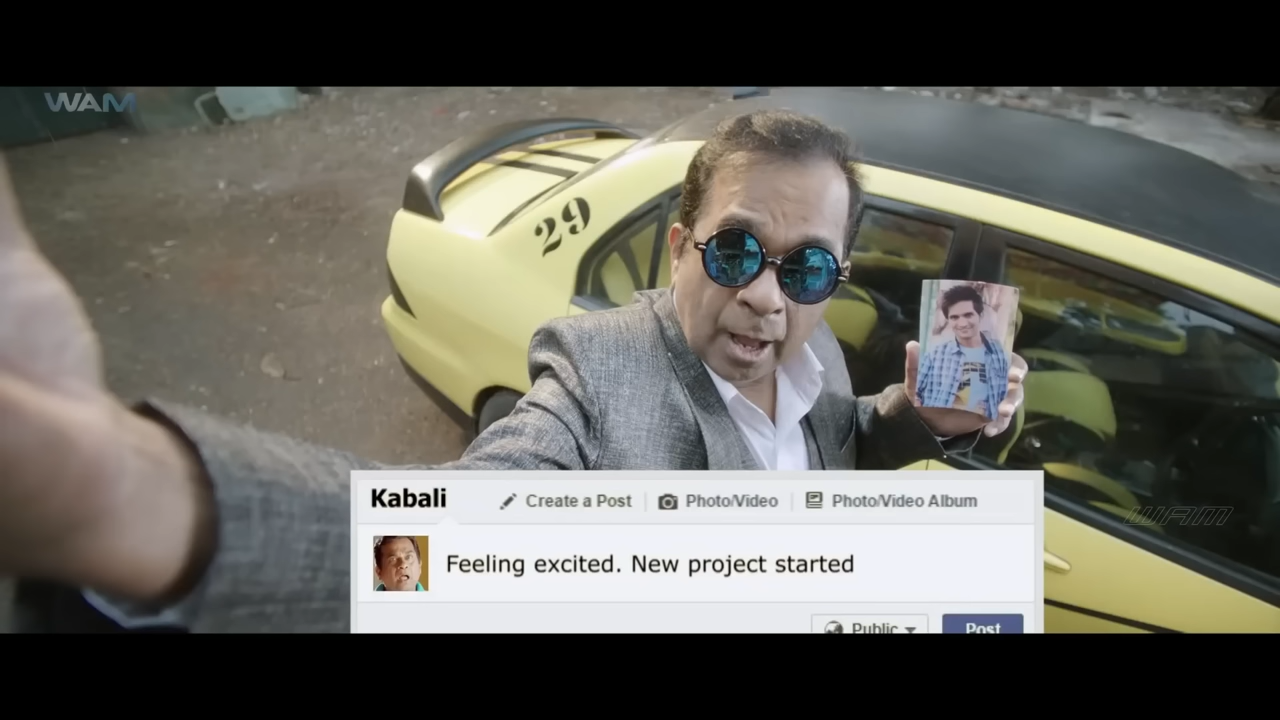 WAM
29
Kabali
Create a Post
Photo/Video
Photo/Video Album
WAM
Feeling excited. New project started
Public
Post